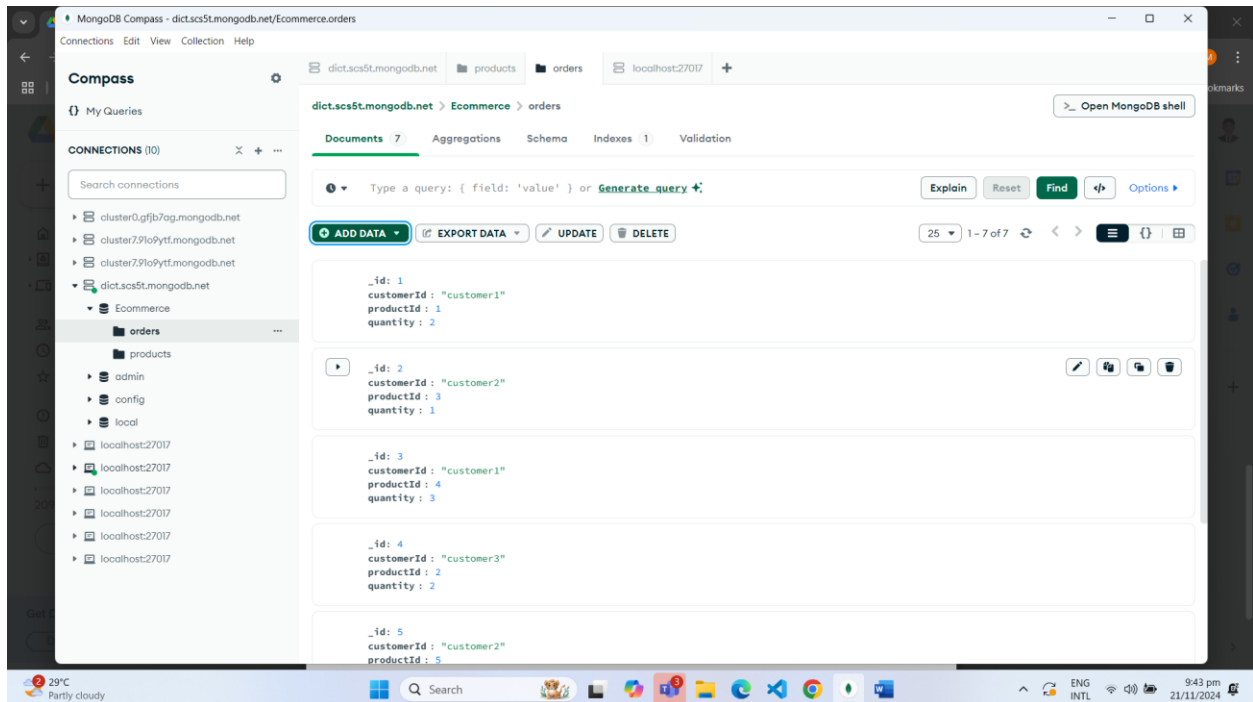 MongoDB Compass - dict.scs5t.mongodb.net/Ecommerce.orders
Connections Edit View Collection Help
Compass
dict.scs5t.mongodb.net products orders localhost:27017
{} My Queries
dict.scs5t.mongodb.net > Ecommerce > orders
>_ Open MongoDB shell
okmarks
Documents 7 Aggregations Schema Indexes 1 Validation
CONNECTIONS (10)
Search connections
Type a query: { field: 'value' } or Generate query
Explain Reset Find </> Options
ADD DATA EXPORT DATA UPDATE DELETE
25 1 - 7 of 7 {}
cluster0.gfjb7ag.mongodb.net
cluster7.91o9ytf.mongodb.net
cluster7.91o9ytf.mongodb.net
dict.scs5t.mongodb.net
Ecommerce
orders
products
admin
config
local
localhost:27017
localhost:27017
localhost:27017
localhost:27017
localhost:27017
localhost:27017
_id: 1
customerId : "customer1"
productId : 1
quantity : 2
_id: 2
customerId : "customer2"
productId : 3
quantity : 1
_id: 3
customerId : "customer1"
productId : 4
quantity : 3
_id: 4
customerId : "customer3"
productId : 2
quantity : 2
_id: 5
customerId : "customer2"
productId : 5
Get
2 29°C
Partly cloudy
Search
3
ENG
INTL
9:43 pm
21/11/2024